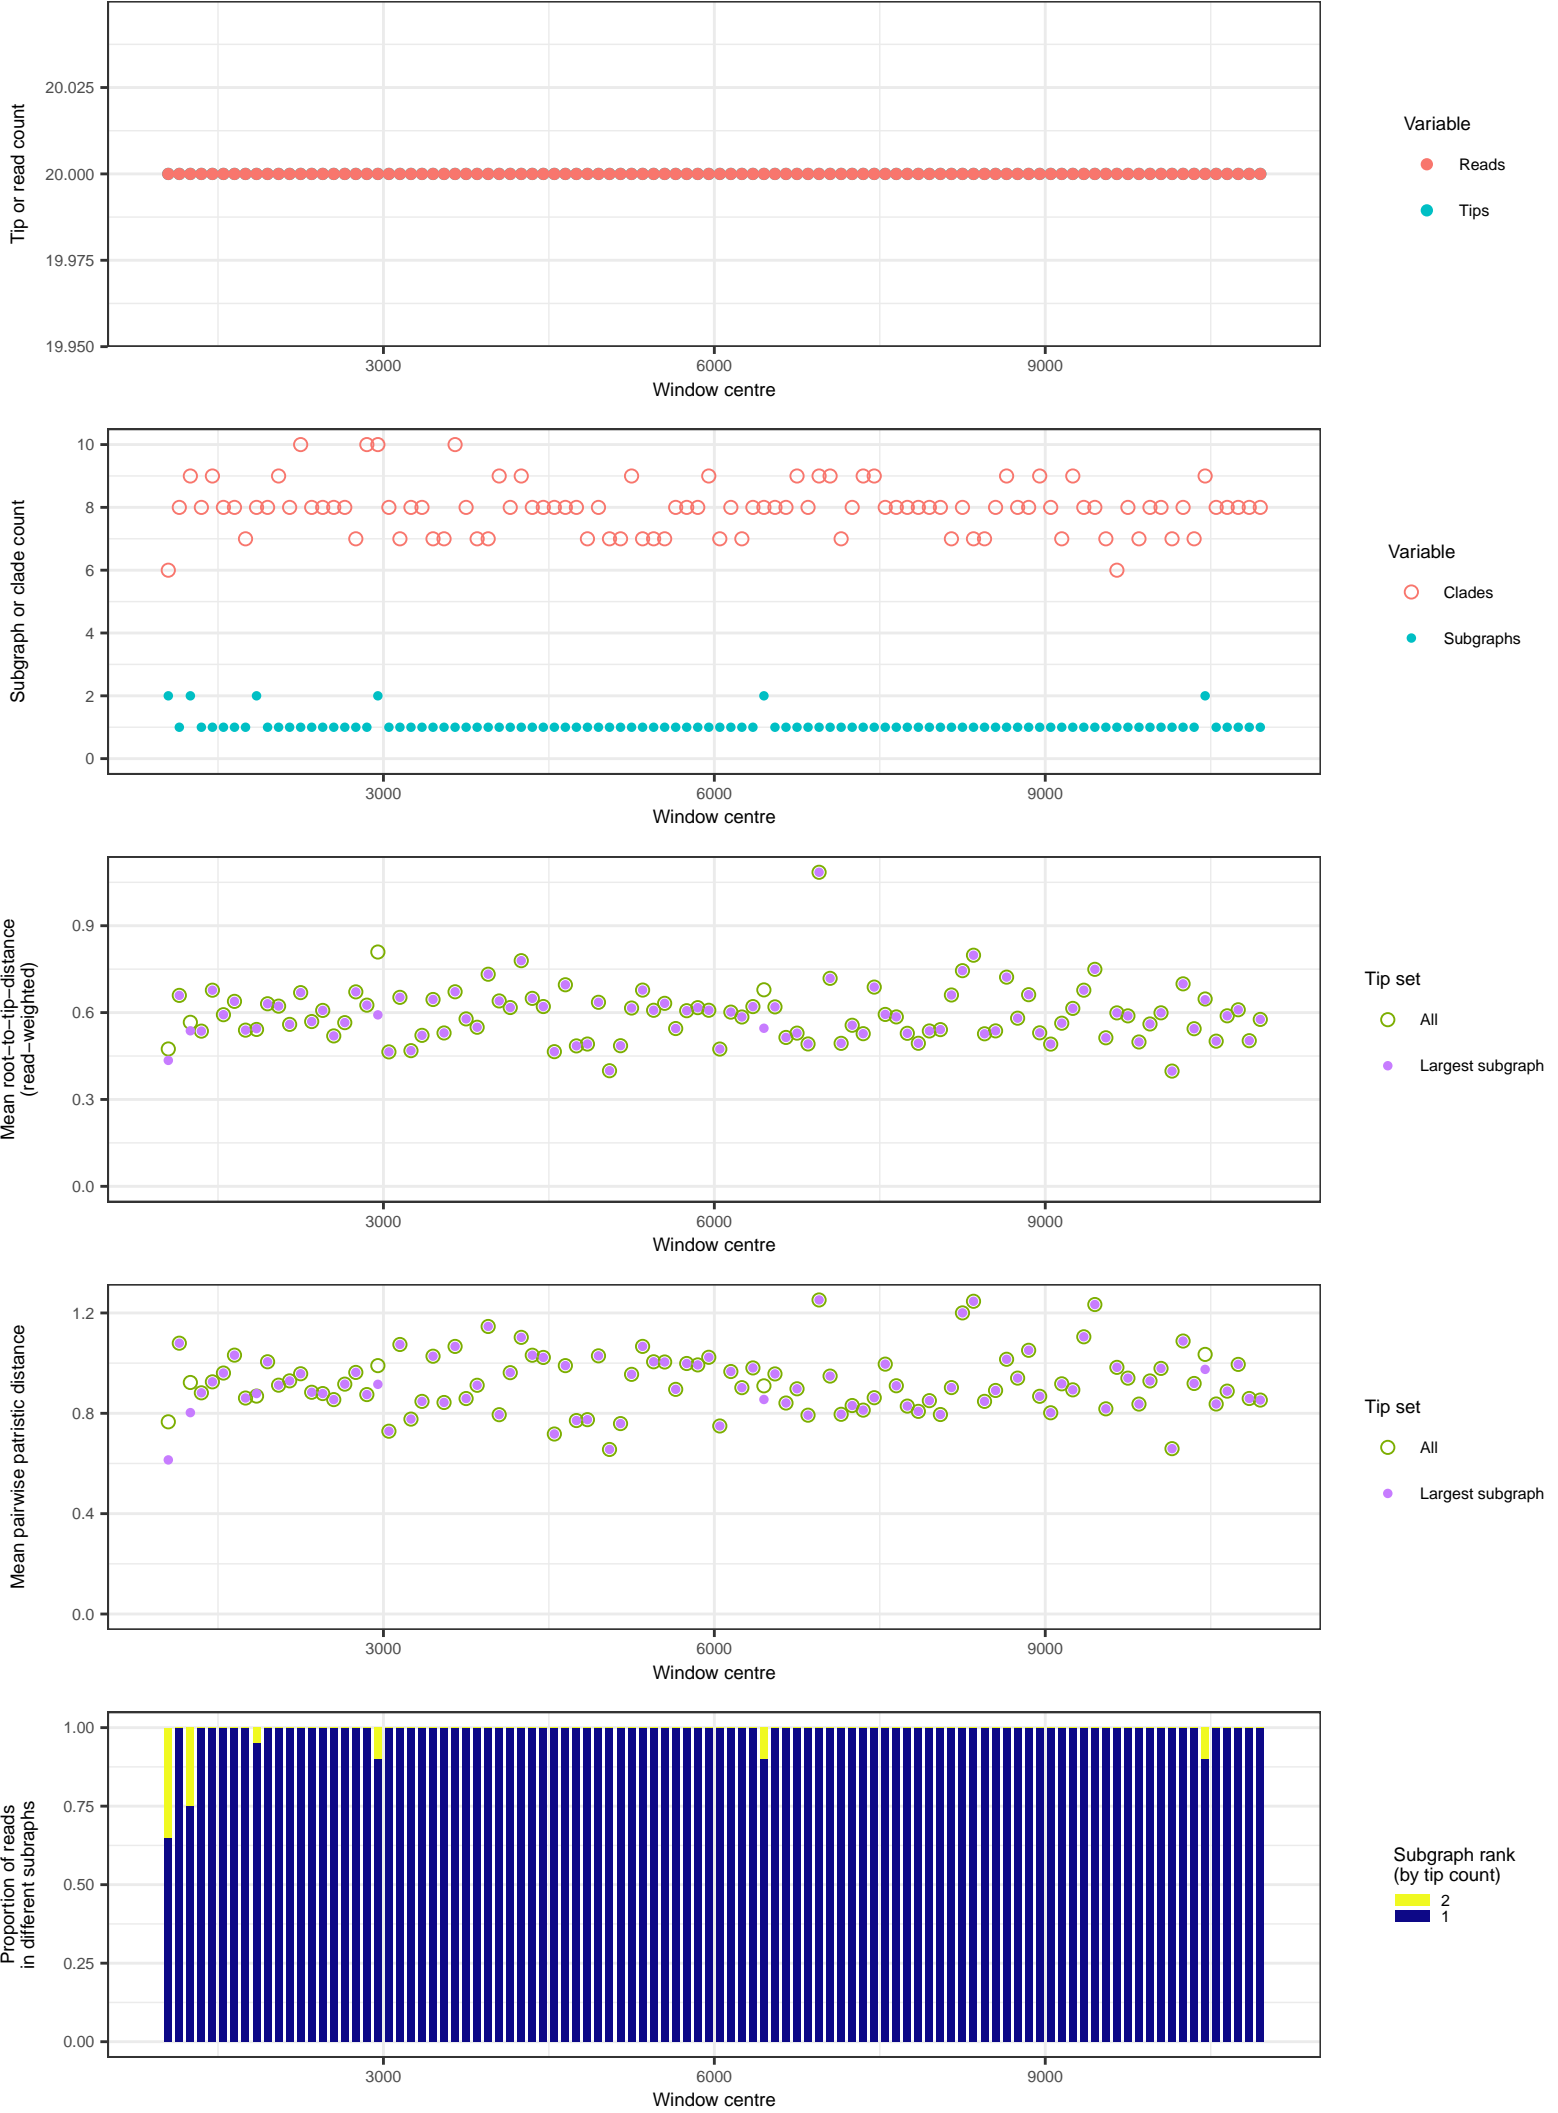 20.025
20.000
19.975
19.950
Tip or read count
3000
6000
9000
Window centre
Variable
Reads
Tips
10
8
6
4
2
0
Subgraph or clade count
3000
6000
9000
Window centre
Variable
Clades
Subgraphs
0.9
0.6
0.3
0.0
Mean root−to−tip−distance
(read−weighted)
3000
6000
9000
Window centre
Tip set
All
Largest subgraph
1.2
0.8
0.4
0.0
Mean pairwise patristic distance
3000
6000
9000
Window centre
Tip set
All
Largest subgraph
1.00
0.75
0.50
0.25
0.00
Proportion of reads
in different subraphs
3000
6000
9000
Window centre
Subgraph rank
(by tip count)
2
1